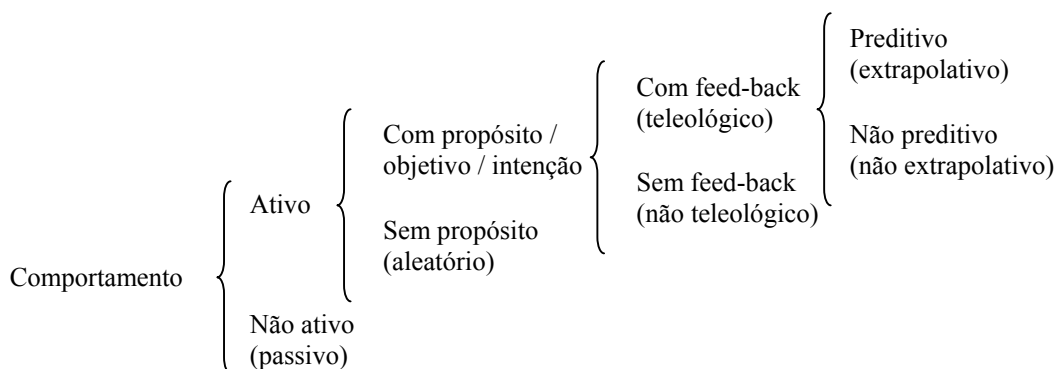 Comportamento
Ativo
Não ativo
(passivo)
Com propósito /
objetivo / intenção
Sem propósito
(aleatório)
Com feed-back
(teleológico)
Sem feed-back
(não teleológico)
Preditivo
(extrapolativo)
Não preditivo
(não extrapolativo)